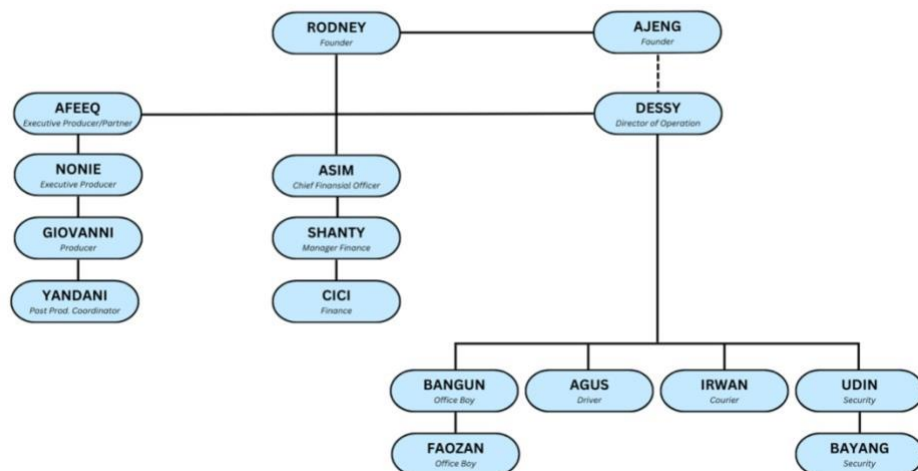 RODNEY
Founder
AJENG
Founder
AFEEQ
Executive Producer/Partner
DESSY
Director of Operation
NONIE
Executive Producer
ASIM
Chief Finansial Officer
GIOVANNI
Producer
SHANTY
Manager Finance
YANDANI
Post Prod. Coordinator
CICI
Finance
BANGUN
Office Boy
AGUS
Driver
IRWAN
Courier
UDIN
Security
FAOZAN
Office Boy
BAYANG
Security